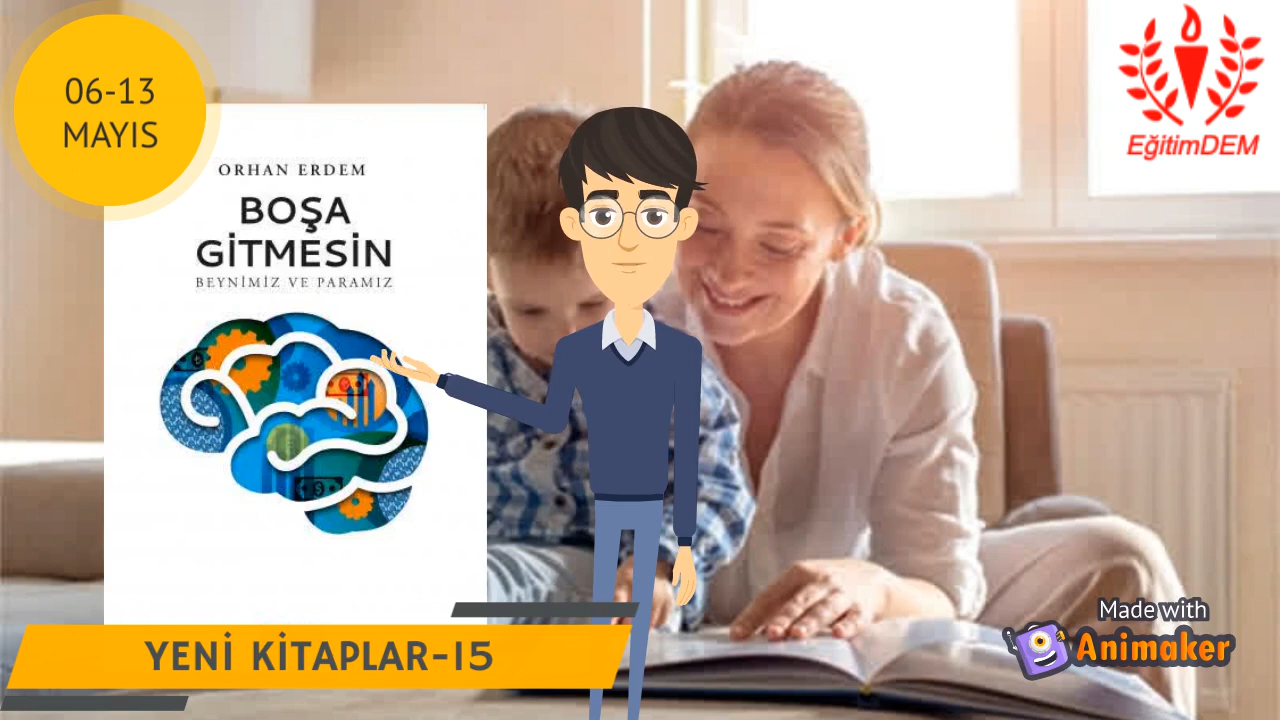 06-13
MAYIS
ORHAN ERDEM
BOŞA
GİTMESİN
BEYNİMİZ VE PARAMIZ
YENİ KİTAPLAR-15
EğitimDEM
Made with
Animaker